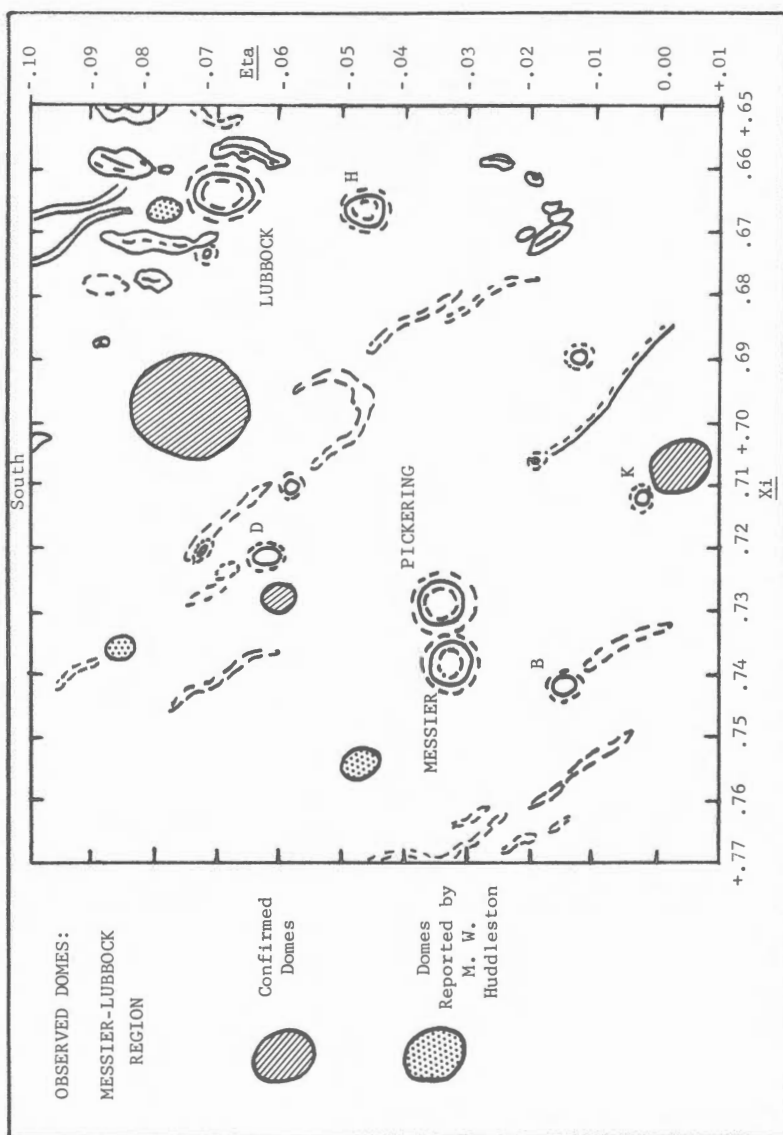 South
OBSERVED DOMES:
MESSIER-LUBBOCK
REGION
Confirmed
Domes
Domes
Reported by
M. W.
Huddleston
LUBBOCK
D
H
PICKERING
MESSIER
B
K
-.10
-.09
-.08
-.07
Eta
-.06
-.05
-.04
-.03
-.02
-.01
0.00
+.01
+.77
.76
.75
.74
.73
.72
.71
+.70
.69
.68
.67
.66
+.65
Xi